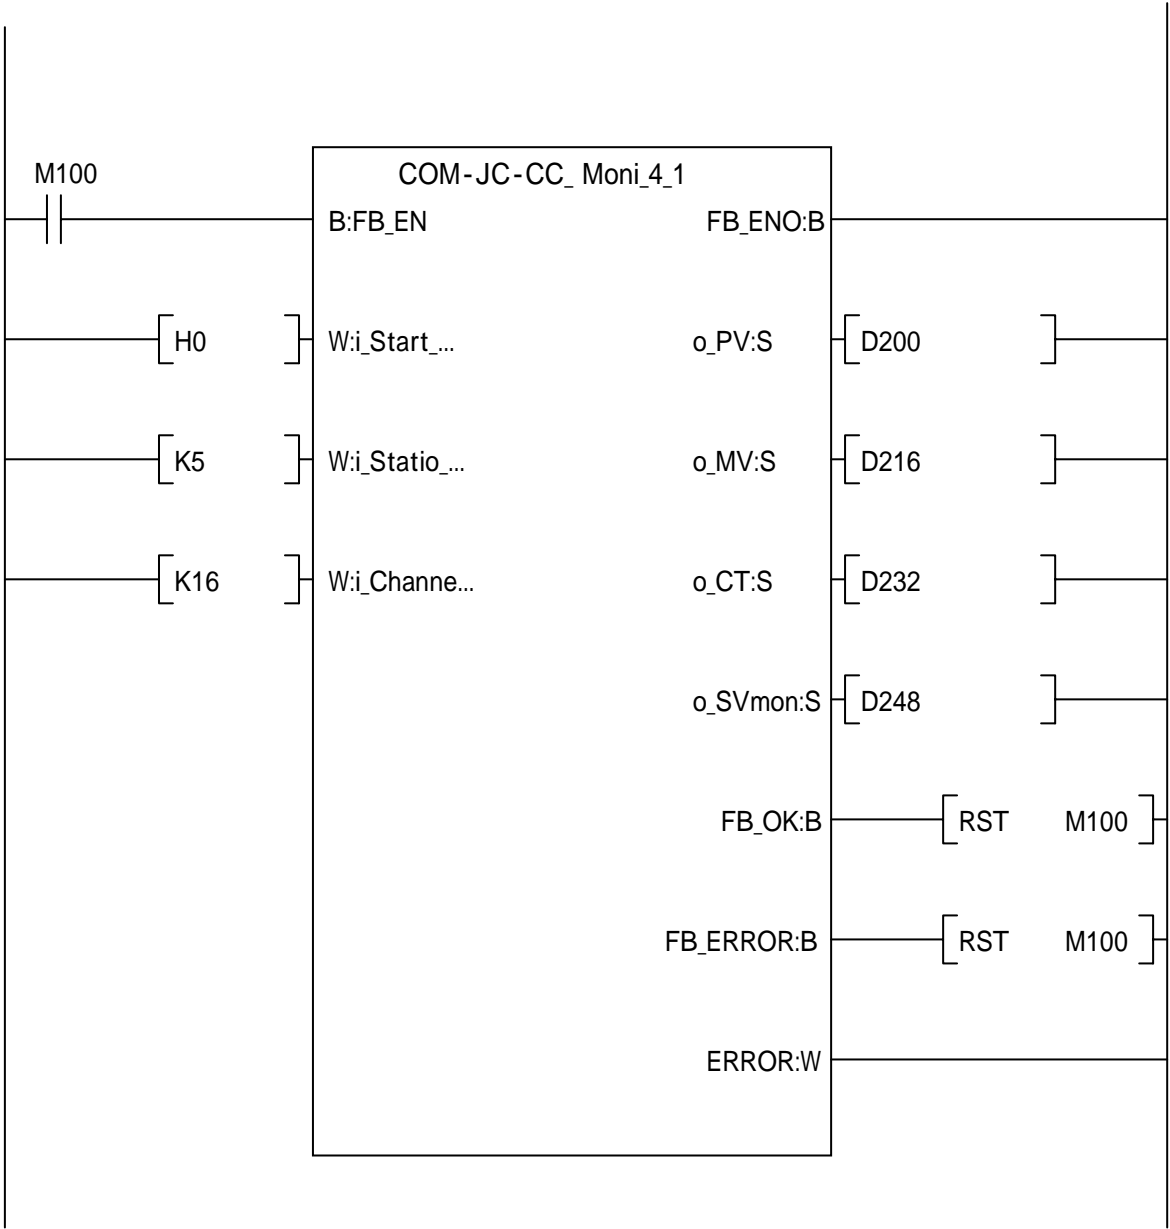 M100
COM-JC-CC_ Moni_4_1
B:FB_EN FB_ENO:B
H0 W:i_Start_... o_PV:S D200
K5 W:i_Statio_... o_MV:S D216
K16 W:i_Channe... o_CT:S D232
o_SVmon:S D248
FB_OK:B RST M100
FB_ERROR:B RST M100
ERROR:W